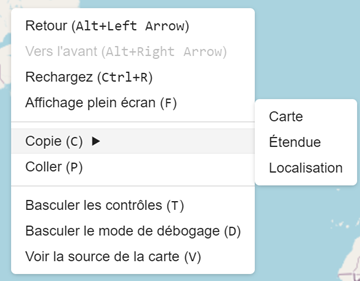 Retour (Alt+Left Arrow)
Vers l'avant (Alt+Right Arrow)
Rechargez (Ctrl+R)
Affichage plein écran (F)
Copie (C) ▶
Carte
Étendue
Localisation
Coller (P)
Basculer les contrôles (T)
Basculer le mode de débogage (D)
Voir la source de la carte (V)